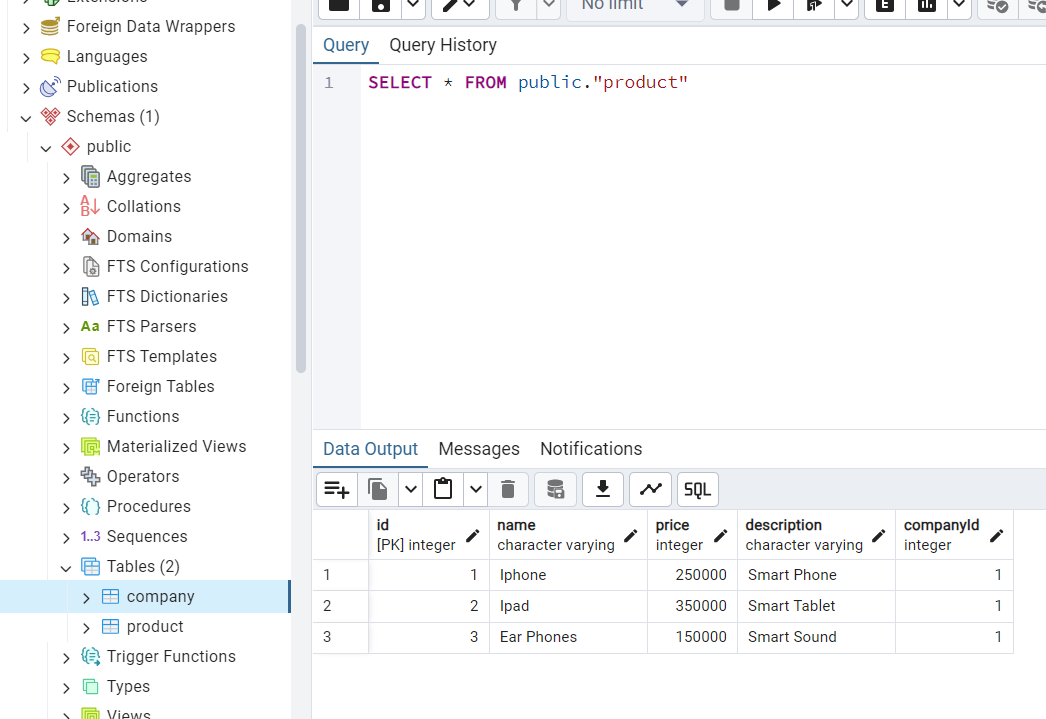 Extensions
Foreign Data Wrappers
Languages
Publications
Schemas (1)
public
Aggregates
Collations
Domains
FTS Configurations
FTS Dictionaries
Aa FTS Parsers
FTS Templates
Foreign Tables
Functions
Materialized Views
Operators
Procedures
1..3 Sequences
Tables (2)
company
product
Trigger Functions
Types
Views
No limit
E
Query Query History
1 SELECT * FROM public."product"
Data Output Messages Notifications
SQL
id name price description companyId
[PK] integer character varying integer character varying integer
1 1 Iphone 250000 Smart Phone 1
2 2 Ipad 350000 Smart Tablet 1
3 3 Ear Phones 150000 Smart Sound 1